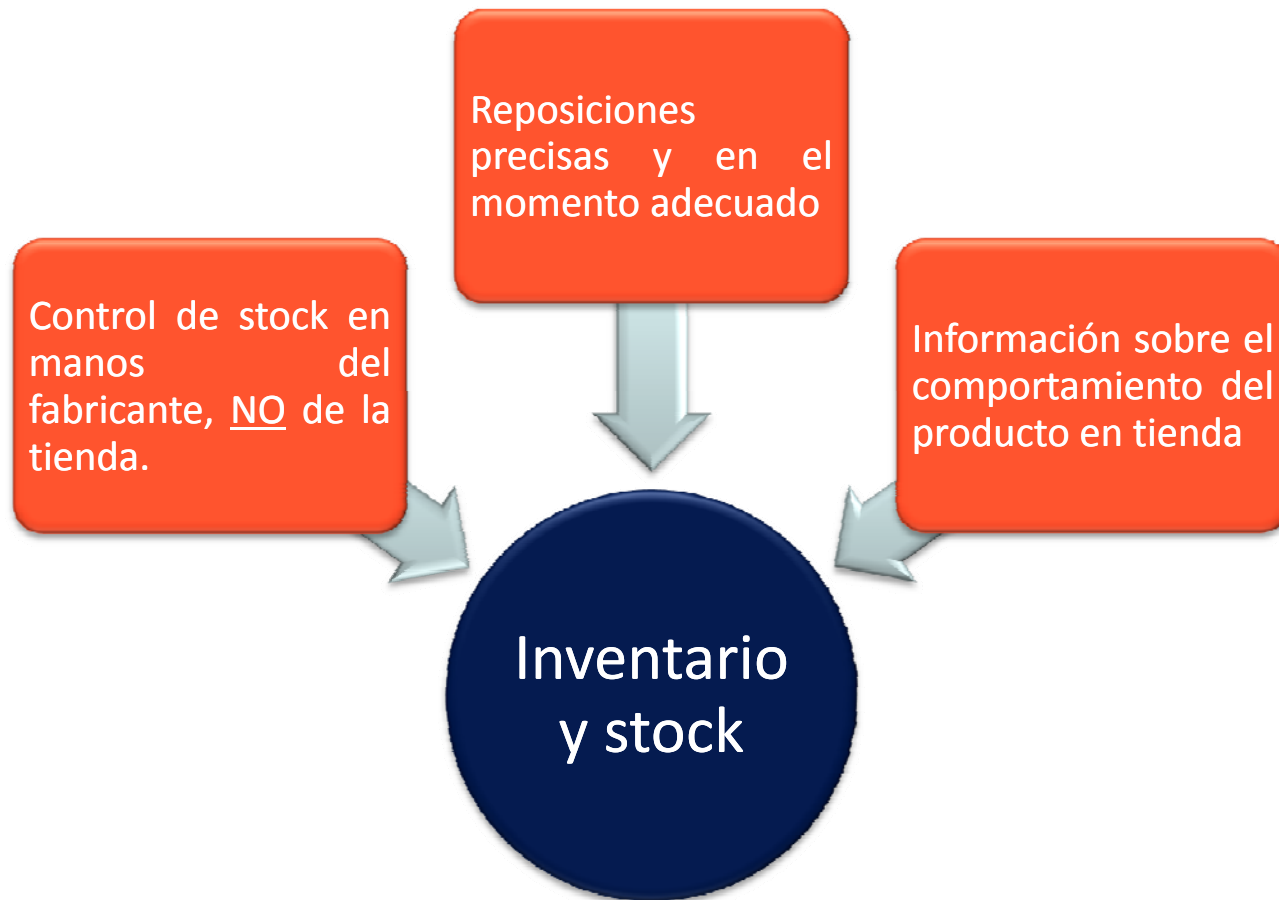 Reposiciones
precisas y en el
momento adecuado
Control de stock en
manos del
fabricante, NO de la
tienda.
Información sobre el
comportamiento del
producto en tienda
Inventario
y stock